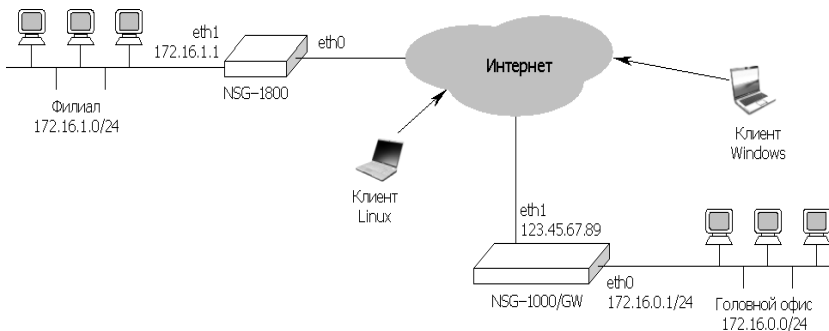 eth1
172.16.1.1
eth0
NSG–1800
Филиал
172.16.1.0/24
Интернет
Клиент
Linux
Клиент
Windows
eth1
123.45.67.89
NSG–1000/GW
eth0
172.16.0.1/24
Головной офис
172.16.0.0/24